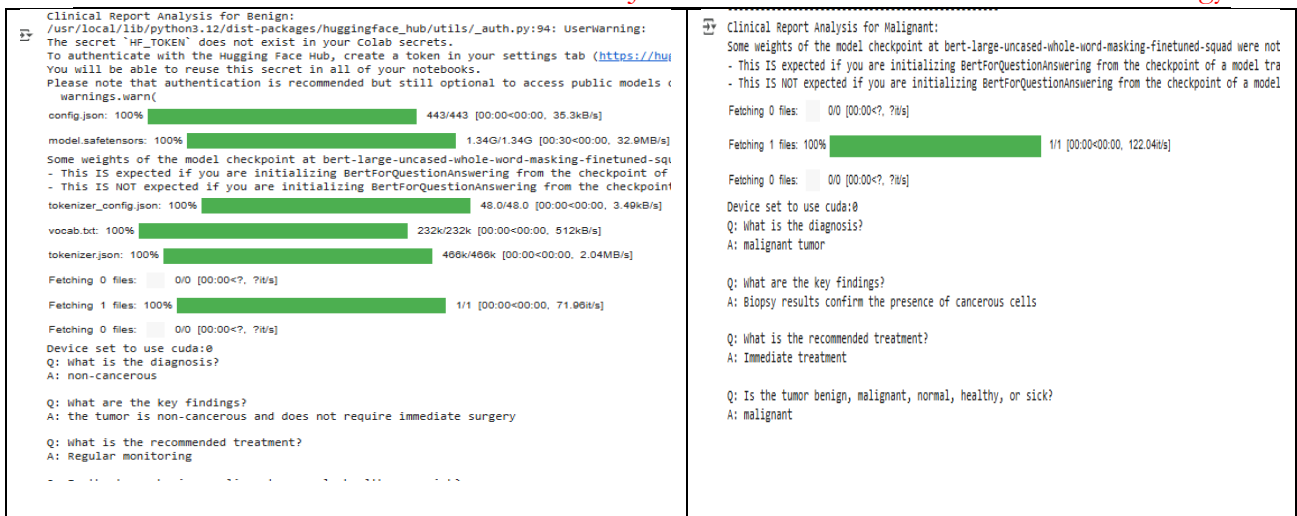 Clinical Report Analysis for Benign:
/usr/local/lib/python3.12/dist-packages/huggingface_hub/utils/_auth.py:94: UserWarning:
The secret `HF_TOKEN` does not exist in your Colab secrets.
To authenticate with the Hugging Face Hub, create a token in your settings tab (https://hug
You will be able to reuse this secret in all of your notebooks.
Please note that authentication is recommended but still optional to access public models
warnings.warn(
config.json: 100% 443/443 [00:00<00:00, 35.3kB/s]
model.safetensors: 100% 1.34G/1.34G [00:30<00:00, 32.9MB/s]
Some weights of the model checkpoint at bert-large-uncased-whole-word-masking-finetuned-squ
- This IS expected if you are initializing BertForQuestionAnswering from the checkpoint of
- This IS NOT expected if you are initializing BertForQuestionAnswering from the checkpoint
tokenizer_config.json: 100% 48.0/48.0 [00:00<00:00, 3.49kB/s]
vocab.txt: 100% 232k/232k [00:00<00:00, 512kB/s]
tokenizer.json: 100% 466k/466k [00:00<00:00, 2.04MB/s]
Fetching 0 files: 0/0 [00:00<?, ?it/s]
Fetching 1 files: 100% 1/1 [00:00<00:00, 71.96it/s]
Fetching 0 files: 0/0 [00:00<?, ?it/s]
Device set to use cuda:0
Q: What is the diagnosis?
A: non-cancerous
Q: What are the key findings?
A: the tumor is non-cancerous and does not require immediate surgery
Q: What is the recommended treatment?
A: Regular monitoring
Clinical Report Analysis for Malignant:
Some weights of the model checkpoint at bert-large-uncased-whole-word-masking-finetuned-squad were not
- This IS expected if you are initializing BertForQuestionAnswering from the checkpoint of a model tra
- This IS NOT expected if you are initializing BertForQuestionAnswering from the checkpoint of a model
Fetching 0 files: 0/0 [00:00<?, ?it/s]
Fetching 1 files: 100% 1/1 [00:00<00:00, 122.04it/s]
Fetching 0 files: 0/0 [00:00<?, ?it/s]
Device set to use cuda:0
Q: What is the diagnosis?
A: malignant tumor
Q: What are the key findings?
A: Biopsy results confirm the presence of cancerous cells
Q: What is the recommended treatment?
A: Immediate treatment
Q: Is the tumor benign, malignant, normal, healthy, or sick?
A: malignant